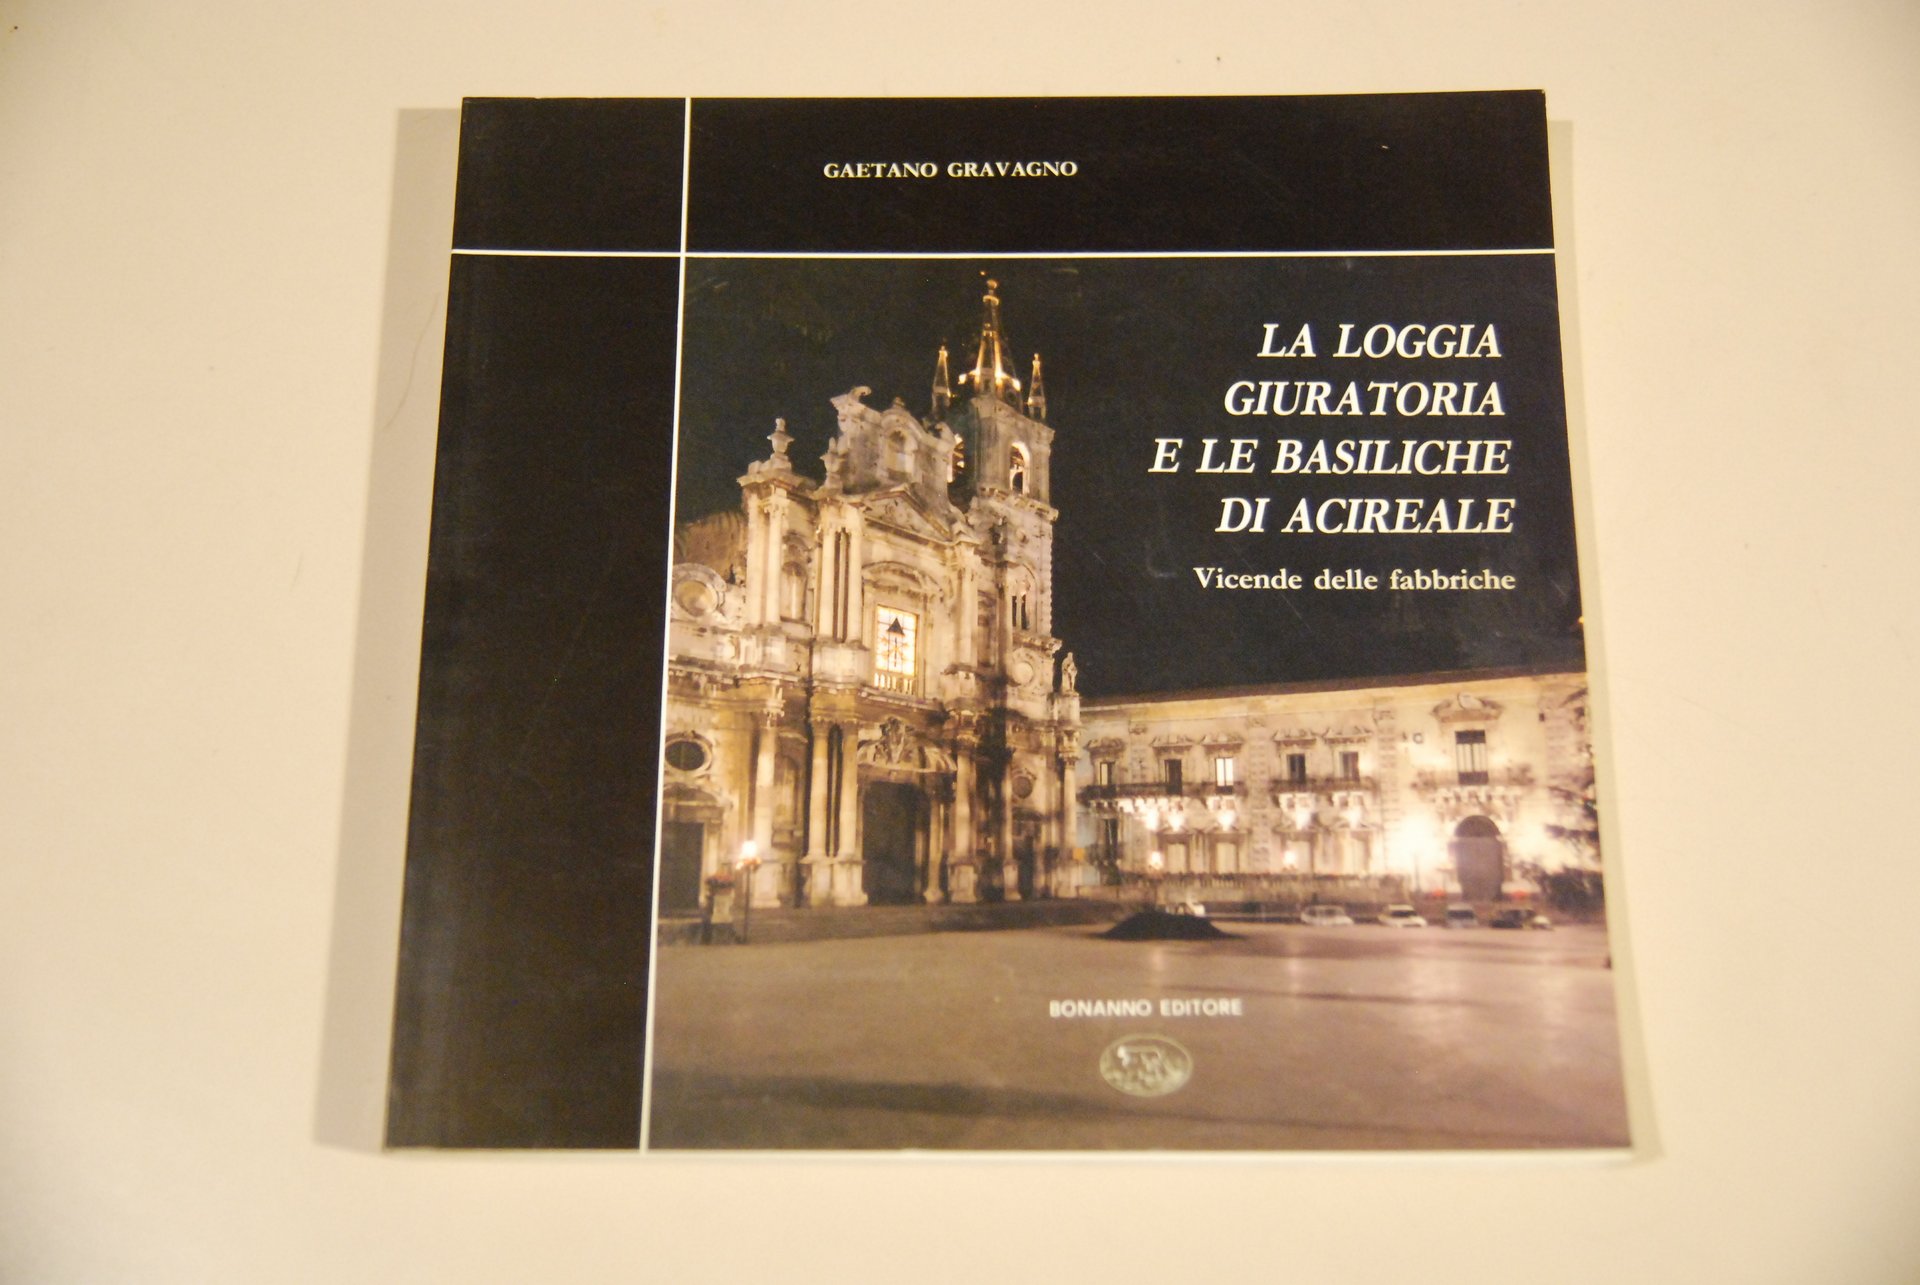 GAETANO GRAVAGNO
LA LOGGIA
GIURATORIA
E LE BASILICHE
DI ACIREALE
Vicende delle fabbriche
BONANNO EDITORE